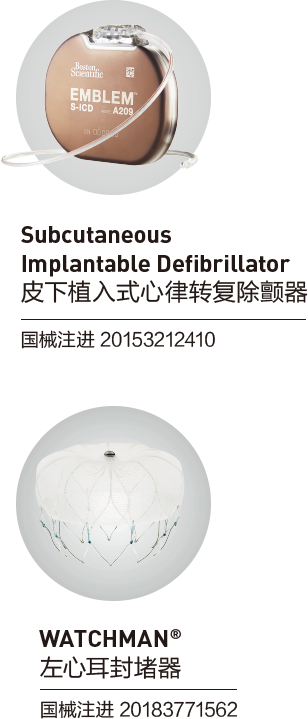 Boston
Scientific
EMBLEM™
S-ICD
A209
Subcutaneous
Implantable Defibrillator
皮下植入式心律转复除颤器
国械注进 20153212410
WATCHMAN®
左心耳封堵器
国械注进 20183771562